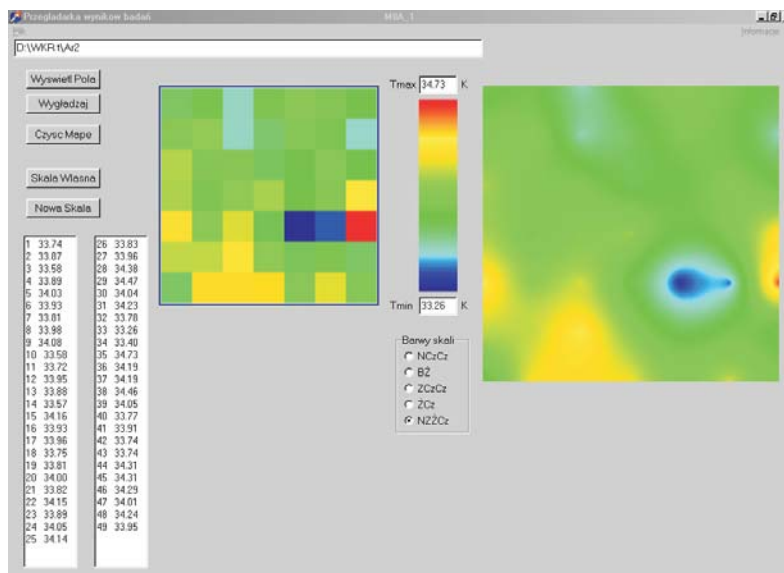 Przegladarka wynikow badań
MBA_1
Plik
Informacje
D:\WKFI t\Ar2
Wyswietl Pola
Wygładzaj
Czysc Mape
Skala Wlasna
Nowa Skala
Tmax 34.73 K
Tmin 33.26 K
Barwy skali
NCzCz
BŻ
ZCzCz
ŻCz
NZŻCz
1 33.74
2 33.87
3 33.58
4 33.89
5 34.03
6 33.93
7 33.81
8 33.98
9 34.08
10 33.58
11 33.72
12 33.95
13 33.88
14 33.57
15 34.16
16 33.93
17 33.96
18 33.75
19 33.81
20 34.00
21 33.82
22 34.15
23 33.89
24 34.05
25 34.14
26 33.83
27 33.96
28 34.38
29 34.47
30 34.04
31 34.23
32 33.78
33 33.26
34 33.40
35 34.73
36 34.19
37 34.19
38 34.46
39 34.05
40 33.77
41 33.91
42 33.74
43 33.74
44 34.31
45 34.31
46 34.29
47 34.01
48 34.24
49 33.95